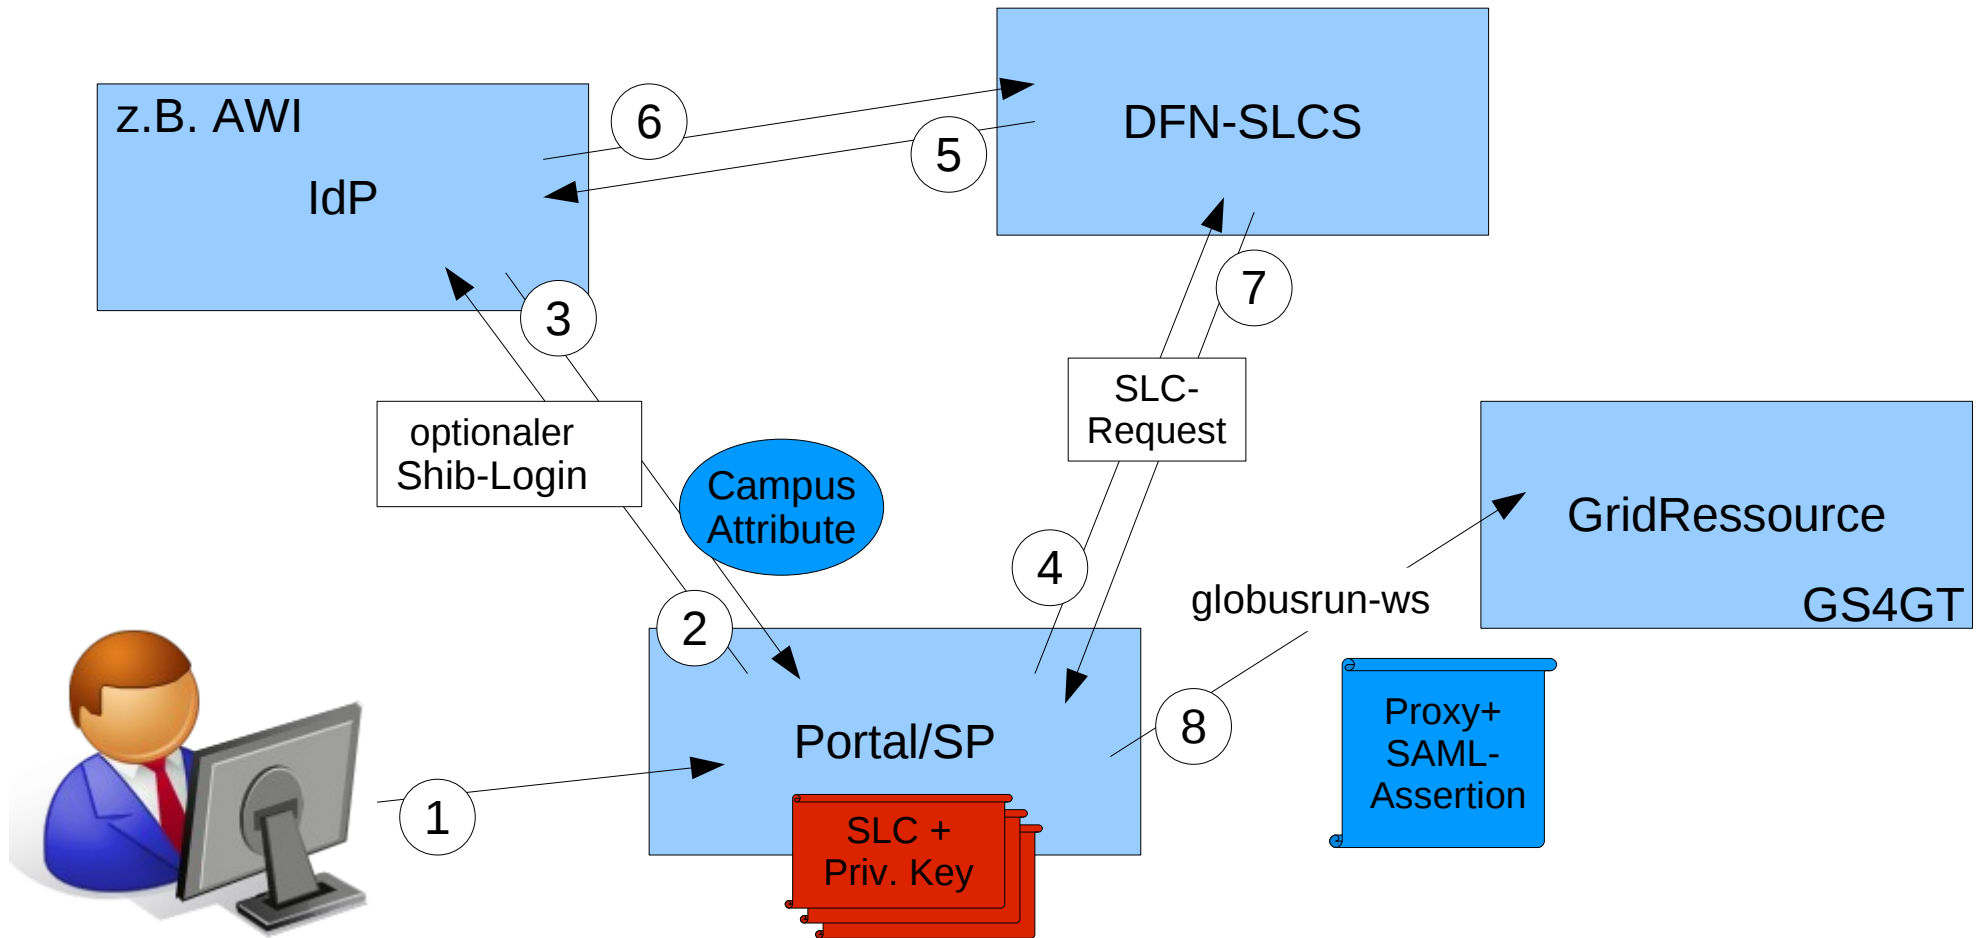 z.B. AWI
IdP
6
5
DFN-SLCS
3
7
optionaler
Shib-Login
Campus
Attribute
SLC-
Request
GridRessource
GS4GT
4
globusrun-ws
2
Portal/SP
8
Proxy+
SAML-
Assertion
1
SLC +
Priv. Key